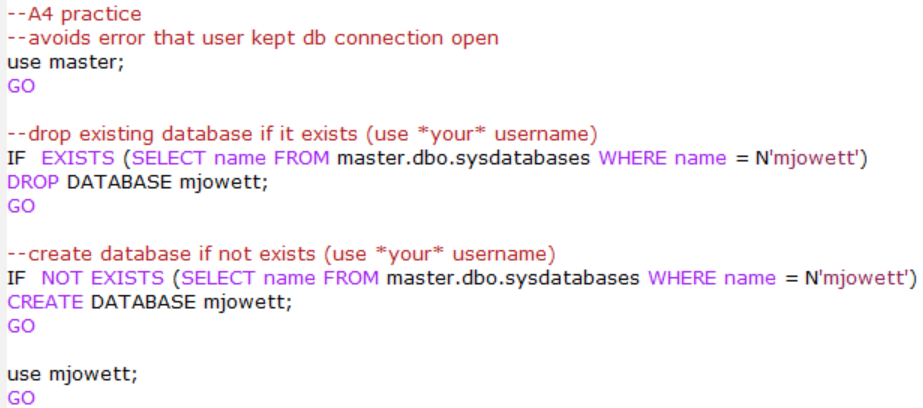 --A4 practice
--avoids error that user kept db connection open
use master;
GO
--drop existing database if it exists (use *your* username)
IF  EXISTS (SELECT name FROM master.dbo.sysdatabases WHERE name = N'mjowett')
DROP DATABASE mjowett;
GO
--create database if not exists (use *your* username)
IF  NOT EXISTS (SELECT name FROM master.dbo.sysdatabases WHERE name = N'mjowett')
CREATE DATABASE mjowett;
GO
use mjowett;
GO